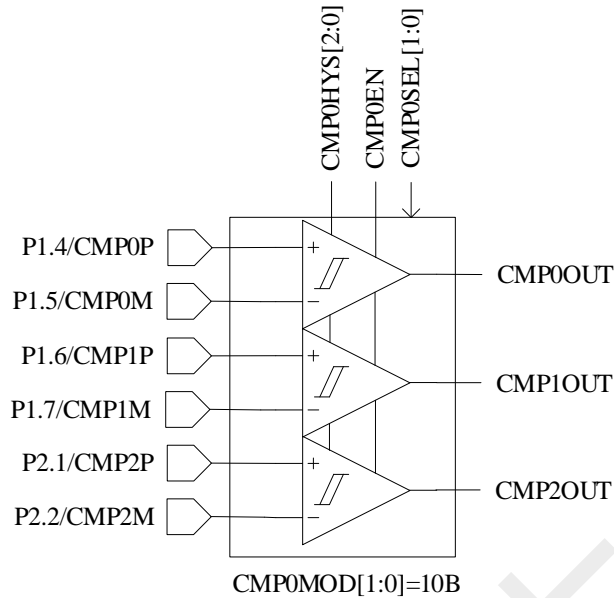 CMP0HYS[2:0]
CMP0EN
CMP0SEL[1:0]
P1.4/CMP0P
P1.5/CMP0M
P1.6/CMP1P
P1.7/CMP1M
P2.1/CMP2P
P2.2/CMP2M
+
−
+
−
+
−
CMP0OUT
CMP1OUT
CMP2OUT
CMP0MOD[1:0]=10B